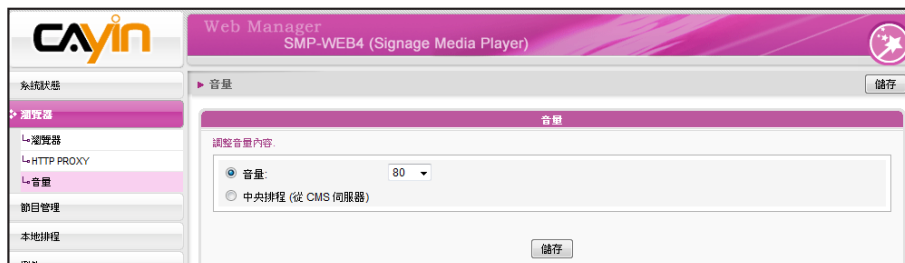 CAYIN
Web Manager
SMP-WEB4 (Signage Media Player)
系統狀態
音量
儲存
瀏覽器
瀏覽器
HTTP PROXY
音量
節目管理
本地排程
音量
調整音量內容.
音量:
80
中央排程 (從 CMS 伺服器)
儲存